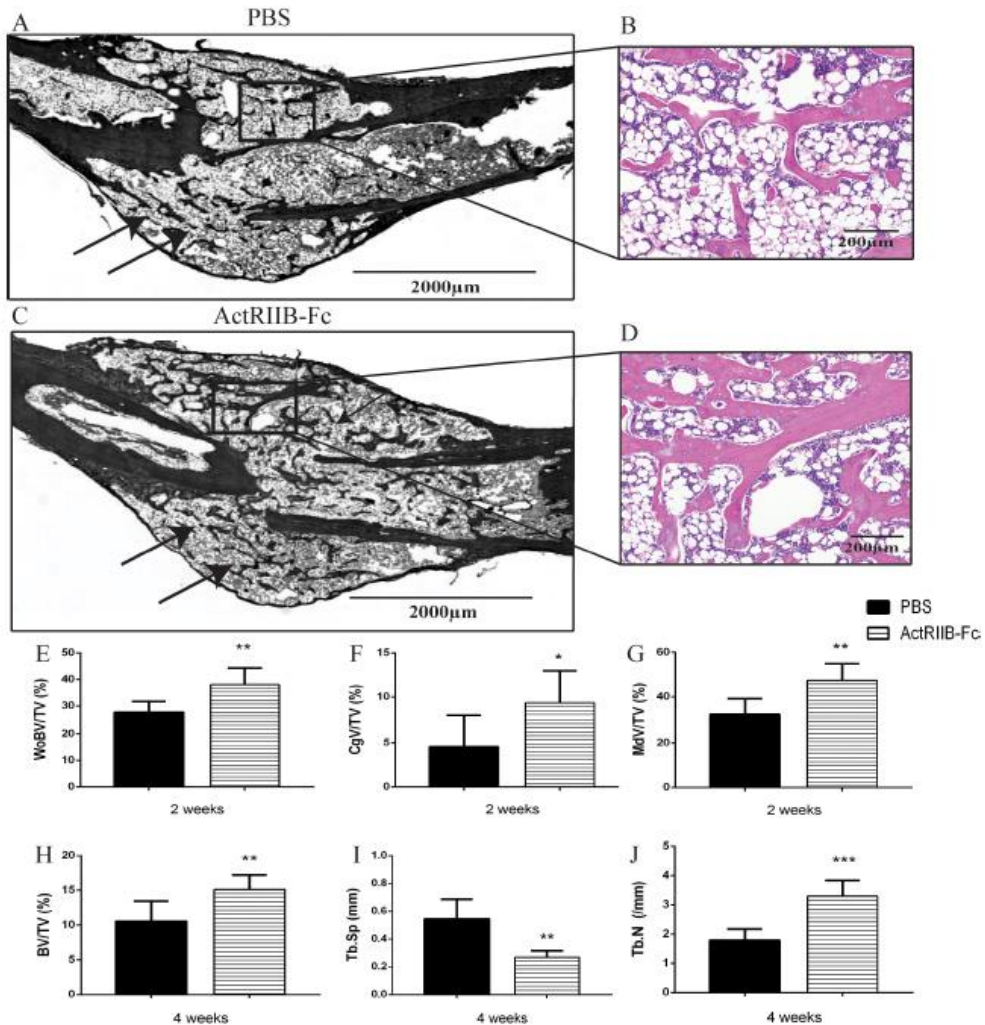 A
PBS
B
2000µm
200µm
C
ActRIIB-Fc
D
2000µm
200µm
PBS
ActRIIB-Fc
E
WoBV/TV (%)
50
40
30
20
10
0
**
2 weeks
F
CgV/TV (%)
15
10
5
0
*
2 weeks
G
MdV/TV (%)
60
40
20
0
**
2 weeks
H
BV/TV (%)
20
15
10
5
0
**
4 weeks
I
Tb.Sp (mm)
1.0
0.8
0.6
0.4
0.2
0.0
**
4 weeks
J
Tb.N (/mm)
5
4
3
2
1
0
***
4 weeks